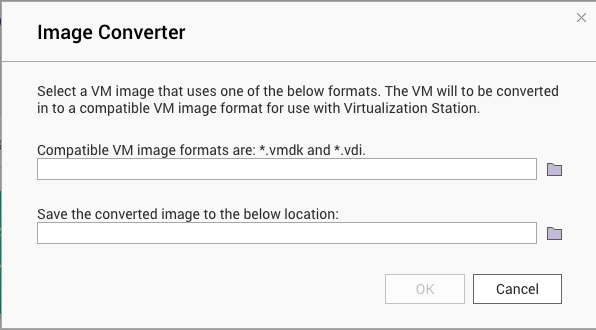 Image Converter
Select a VM image that uses one of the below formats. The VM will to be converted
in to a compatible VM image format for use with Virtualization Station.
Compatible VM image formats are: *.vmdk and *.vdi.
Save the converted image to the below location:
OK
Cancel